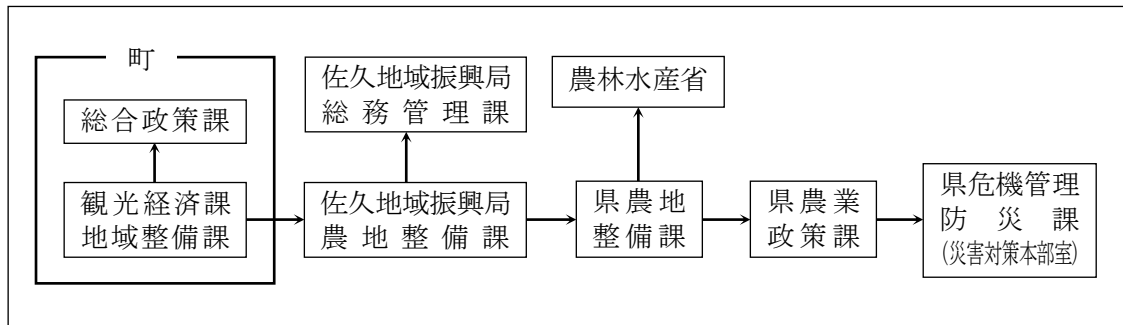 町
総合政策課
観光経済課
地域整備課
佐久地域振興局
総務管理課
佐久地域振興局
農地整備課
農林水産省
県農地
整備課
県農業
政策課
県危機管理
防災課
(災害対策本部室)